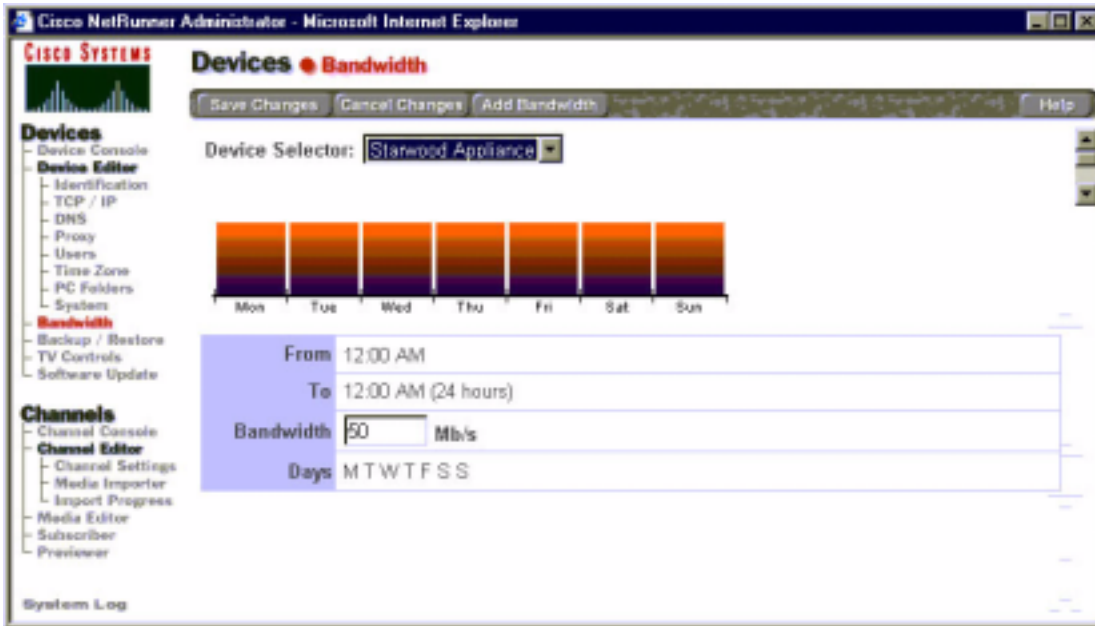 Cisco NetRunner Administrator - Microsoft Internet Explorer
CISCO SYSTEMS
Devices
Device Console
Device Editor
Identification
TCP / IP
DNS
Proxy
Users
Time Zone
PC Folders
System
Bandwidth
Backup / Restore
TV Controls
Software Update
Channels
Channel Console
Channel Editor
Channel Settings
Media Importer
Import Progress
Media Editor
Subscriber
Previewer
System Log
Devices Bandwidth
Save Changes Cancel Changes Add Bandwidth Help
Device Selector: Starwood Appliance
Mon Tue Wed Thu Fri Sat Sun
From 12:00 AM
To 12:00 AM (24 hours)
Bandwidth 50 Mb/s
Days M T W T F S S